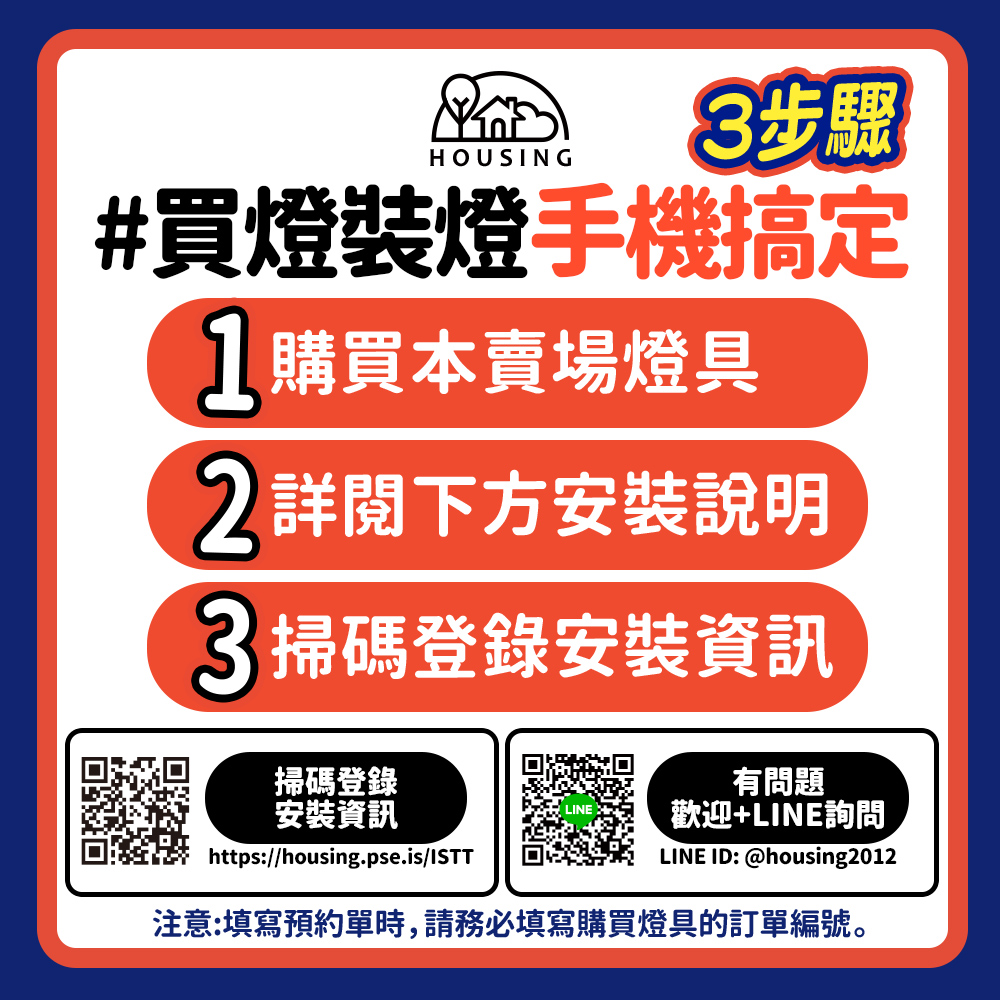 HOUSING
3步驟
#買燈裝燈手機搞定
1 購買本賣場燈具
2 詳閱下方安裝說明
3 掃碼登錄安裝資訊
掃碼登錄
安裝資訊
https://housing.pse.is/ISTT
LINE
有問題
歡迎+LINE詢問
LINE ID: @housing2012
注意:填寫預約單時,請務必填寫購買燈具的訂單編號。